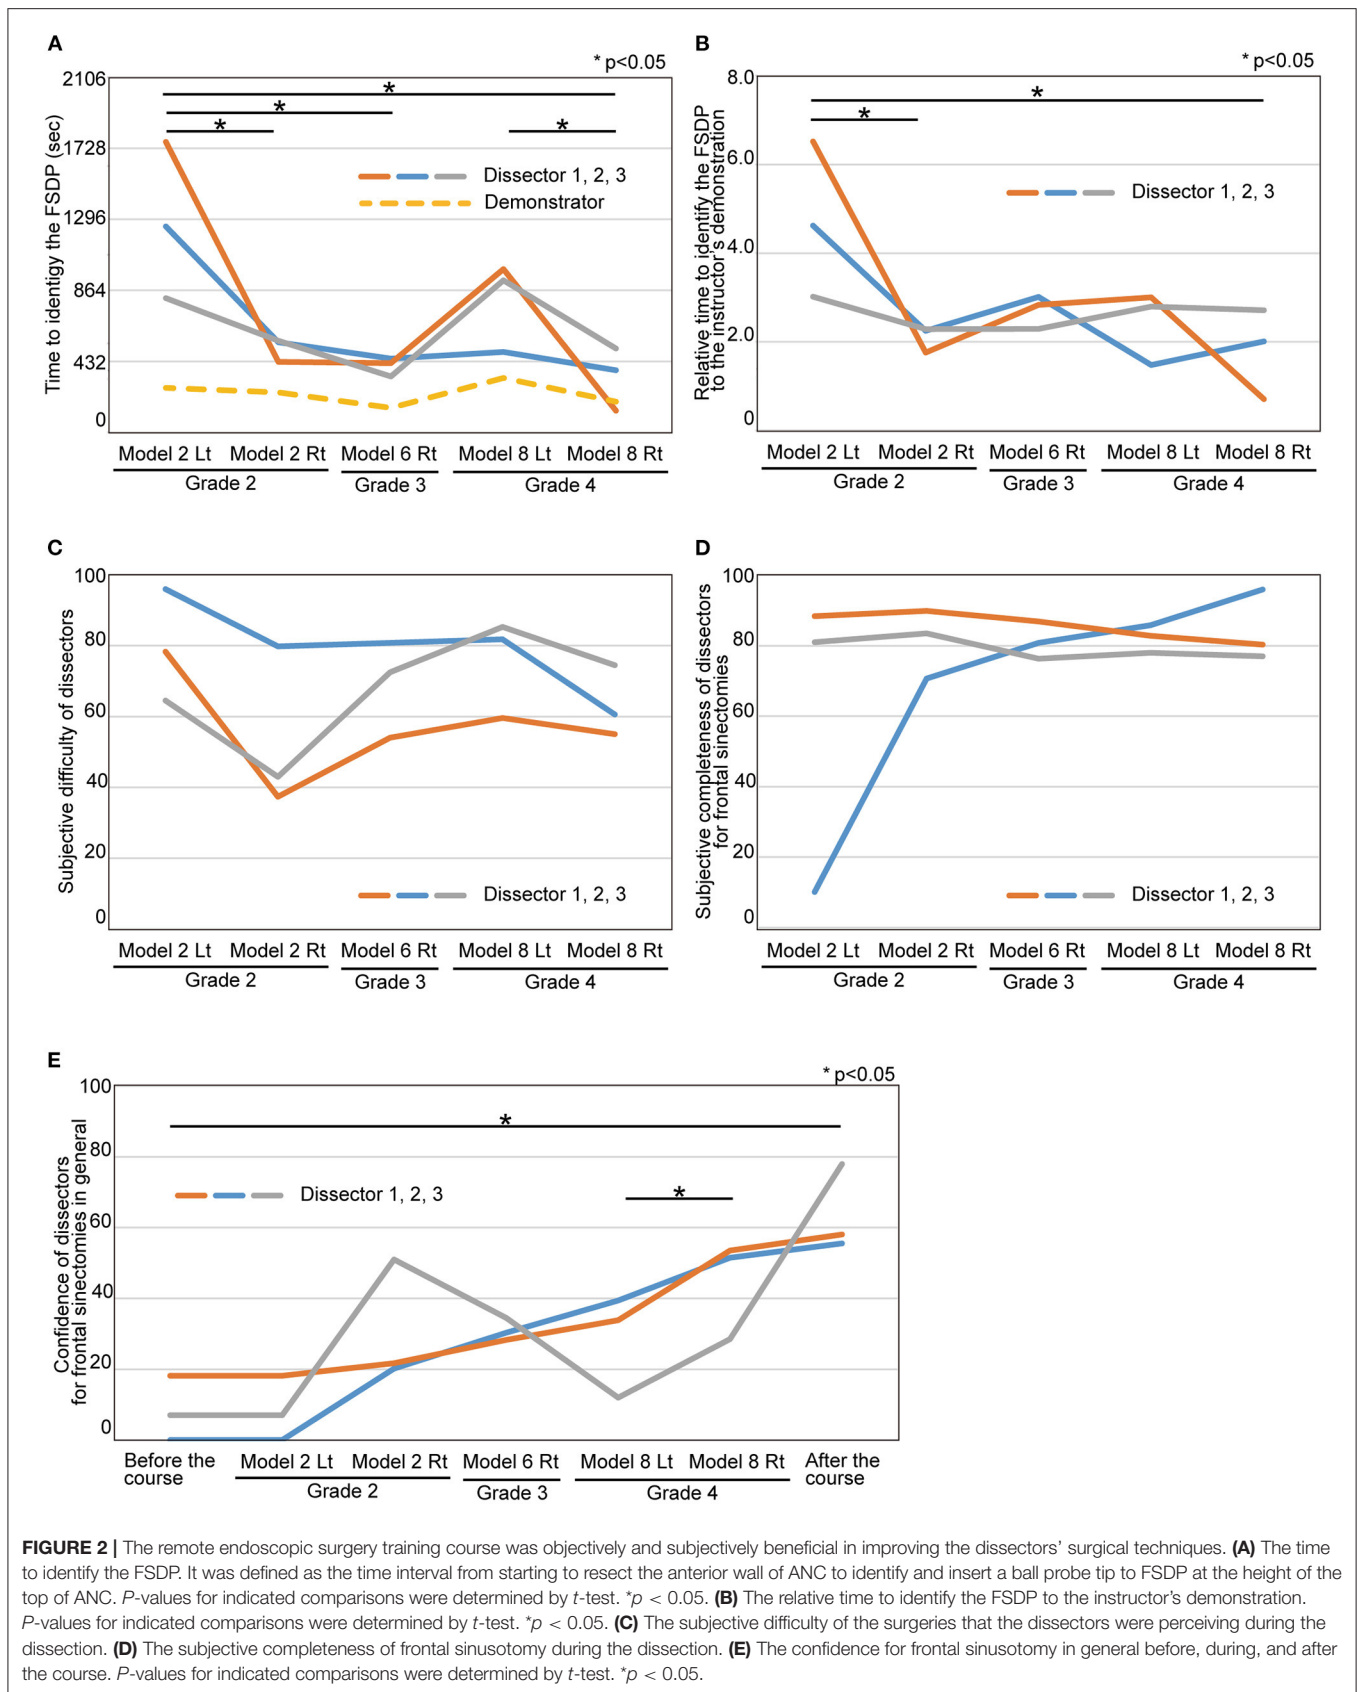 A
* p<0.05
2106
1728
1296
864
432
0
Time to identigy the FSDP (sec)
*
*
*
*
Dissector 1, 2, 3
Demonstrator
Model 2 Lt Model 2 Rt Model 6 Rt Model 8 Lt Model 8 Rt
Grade 2 Grade 3 Grade 4
B
* p<0.05
8.0
6.0
4.0
2.0
0
Relative time to identify the FSDP
to the instructor's demonstration
*
*
Dissector 1, 2, 3
Model 2 Lt Model 2 Rt Model 6 Rt Model 8 Lt Model 8 Rt
Grade 2 Grade 3 Grade 4
C
100
80
60
40
20
0
Subjective difficulty of dissectors
Dissector 1, 2, 3
Model 2 Lt Model 2 Rt Model 6 Rt Model 8 Lt Model 8 Rt
Grade 2 Grade 3 Grade 4
D
100
80
60
40
20
0
Subjective completeness of dissectors
for frontal sinectomies
Dissector 1, 2, 3
Model 2 Lt Model 2 Rt Model 6 Rt Model 8 Lt Model 8 Rt
Grade 2 Grade 3 Grade 4
E
* p<0.05
100
80
60
40
20
0
Confidence of dissectors
for frontal sinectomies in general
*
*
Dissector 1, 2, 3
Before the Model 2 Lt Model 2 Rt Model 6 Rt Model 8 Lt Model 8 Rt After the
course course
Grade 2 Grade 3 Grade 4
FIGURE 2 | The remote endoscopic surgery training course was objectively and subjectively beneficial in improving the dissectors' surgical techniques. (A) The time
to identify the FSDP. It was defined as the time interval from starting to resect the anterior wall of ANC to identify and insert a ball probe tip to FSDP at the height of the
top of ANC. P-values for indicated comparisons were determined by t-test. *p < 0.05. (B) The relative time to identify the FSDP to the instructor's demonstration.
P-values for indicated comparisons were determined by t-test. *p < 0.05. (C) The subjective difficulty of the surgeries that the dissectors were perceiving during the
dissection. (D) The subjective completeness of frontal sinusotomy during the dissection. (E) The confidence for frontal sinusotomy in general before, during, and after
the course. P-values for indicated comparisons were determined by t-test. *p < 0.05.